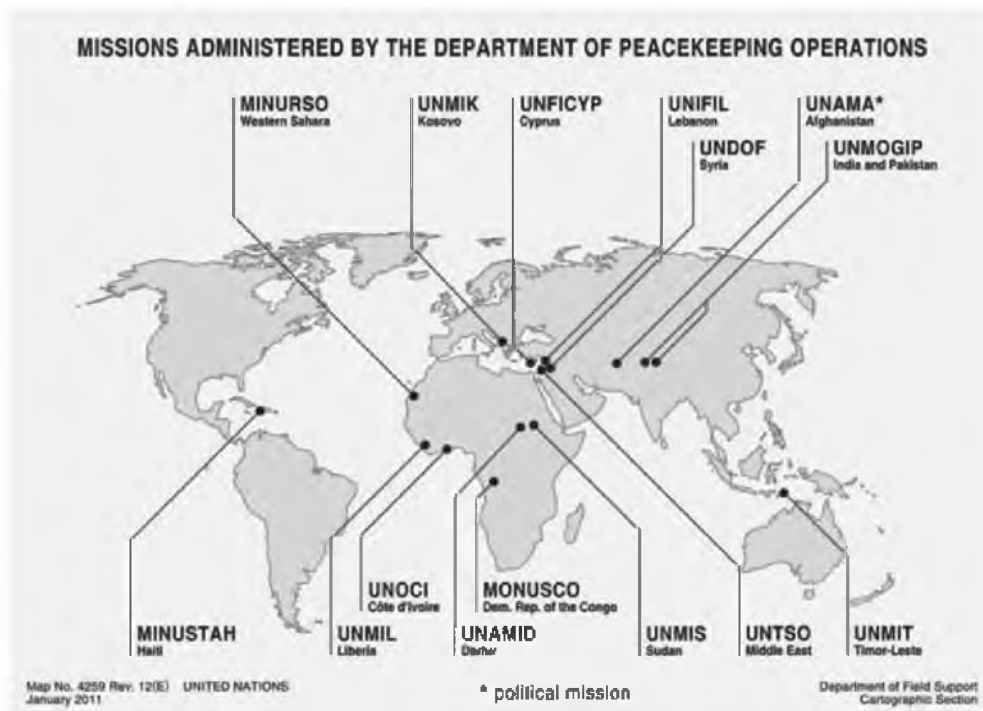 MISSIONS ADMINISTERED BY THE DEPARTMENT OF PEACEKEEPING OPERATIONS
MINURSO
Western Sahara
UNMIK
Kosovo
UNFICYP
Cyprus
UNIFIL
Lebanon
UNAMA*
Afghanistan
UNDOF
Syria
UNMOGIP
India and Pakistan
UNOCI
Côte d'Ivoire
MONUSCO
Dem. Rep. of the Congo
MINUSTAH
Haiti
UNMIL
Liberia
UNAMID
Darfur
UNMIS
Sudan
UNTSO
Middle East
UNMIT
Timor-Leste
Map No. 4259 Rev. 12(E) UNITED NATIONS
January 2011
* political mission
Department of Field Support
Cartographic Section